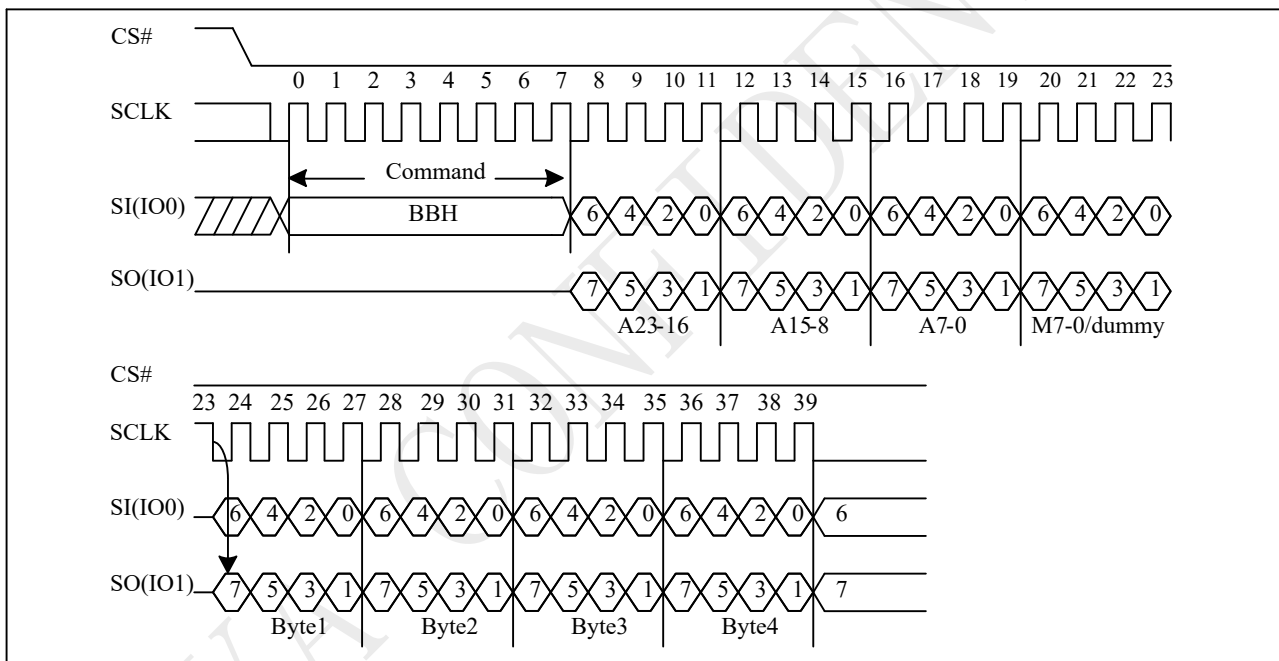 CS#
0 1 2 3 4 5 6 7 8 9 10 11 12 13 14 15 16 17 18 19 20 21 22 23
SCLK
Command
SI(IO0) BBH 6 4 2 0 6 4 2 0 6 4 2 0 6 4 2 0
SO(IO1) 7 5 3 1 7 5 3 1 7 5 3 1 7 5 3 1
A23-16 A15-8 A7-0 M7-0/dummy
CS#
23 24 25 26 27 28 29 30 31 32 33 34 35 36 37 38 39
SCLK
SI(IO0) 6 4 2 0 6 4 2 0 6 4 2 0 6 4 2 0 6
SO(IO1) 7 5 3 1 7 5 3 1 7 5 3 1 7 5 3 1 7
Byte1 Byte2 Byte3 Byte4